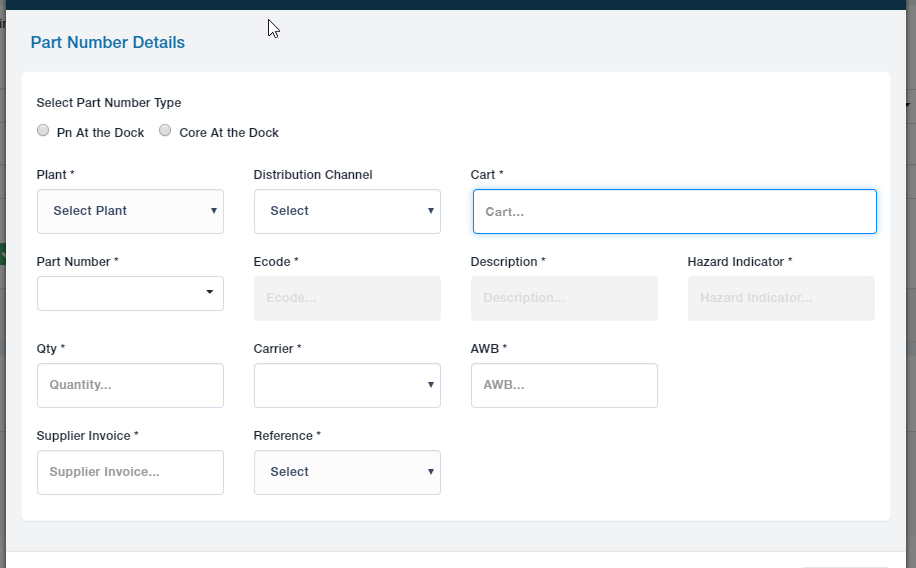 Part Number Details
Select Part Number Type
Pn At the Dock Core At the Dock
Plant * Distribution Channel Cart *
Select Plant Select Cart...
Part Number * Ecode * Description * Hazard Indicator *
Ecode... Description... Hazard Indicator...
Qty * Carrier * AWB *
Quantity... AWB...
Supplier Invoice * Reference *
Supplier Invoice... Select